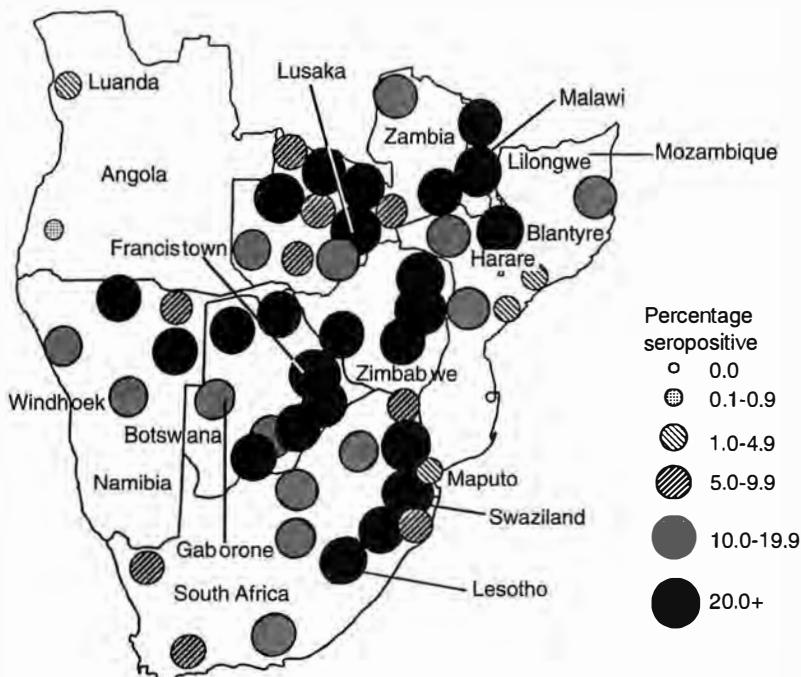 Lusaka
Luanda
Malawi
Zambia
Lilongwe
Mozambique
Angola
Blantyre
Francistown
Harare
Zimbabwe
Windhoek
Botswana
Namibia
Maputo
Swaziland
Gaborone
South Africa
Lesotho
Percentage
seropositive
0.0
0.1-0.9
1.0-4.9
5.0-9.9
10.0-19.9
20.0+